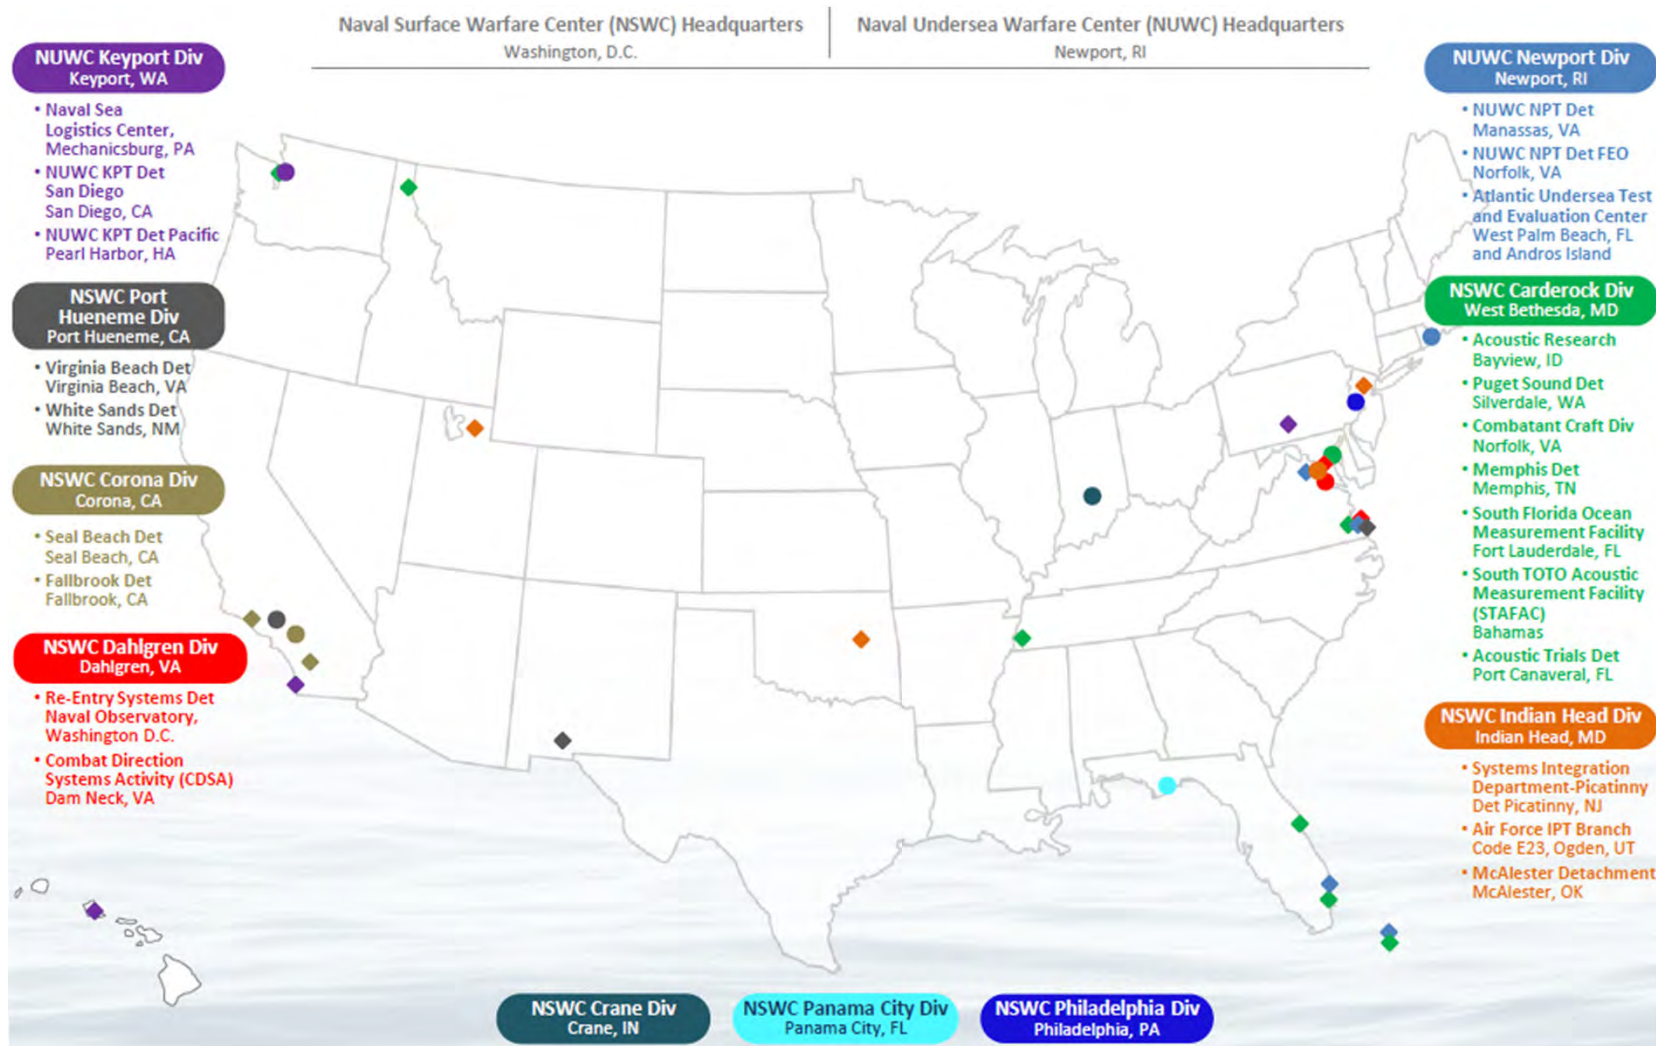 Naval Surface Warfare Center (NSWC) Headquarters
Washington, D.C.
Naval Undersea Warfare Center (NUWC) Headquarters
Newport, RI
NUWC Keyport Div
Keyport, WA
• Naval Sea
Logistics Center,
Mechanicsburg, PA
• NUWC KPT Det
San Diego
San Diego, CA
• NUWC KPT Det Pacific
Pearl Harbor, HA
NSWC Port
Hueneme Div
Port Hueneme, CA
• Virginia Beach Det
Virginia Beach, VA
• White Sands Det
White Sands, NM
NSWC Corona Div
Corona, CA
• Seal Beach Det
Seal Beach, CA
• Fallbrook Det
Fallbrook, CA
NSWC Dahlgren Div
Dahlgren, VA
• Re-Entry Systems Det
Naval Observatory,
Washington D.C.
• Combat Direction
Systems Activity (CDSA)
Dam Neck, VA
NUWC Newport Div
Newport, RI
• NUWC NPT Det
Manassas, VA
• NUWC NPT Det FEO
Norfolk, VA
• Atlantic Undersea Test
and Evaluation Center
West Palm Beach, FL
and Andros Island
NSWC Carderock Div
West Bethesda, MD
• Acoustic Research
Bayview, ID
• Puget Sound Det
Silverdale, WA
• Combatant Craft Div
Norfolk, VA
• Memphis Det
Memphis, TN
• South Florida Ocean
Measurement Facility
Fort Lauderdale, FL
• South TOTO Acoustic
Measurement Facility
(STAFAC)
Bahamas
• Acoustic Trials Det
Port Canaveral, FL
NSWC Indian Head Div
Indian Head, MD
• Systems Integration
Department-Picatinny
Det Picatinny, NJ
• Air Force IPT Branch
Code E23, Ogden, UT
• McAlester Detachment
McAlester, OK
NSWC Crane Div
Crane, IN
NSWC Panama City Div
Panama City, FL
NSWC Philadelphia Div
Philadelphia, PA